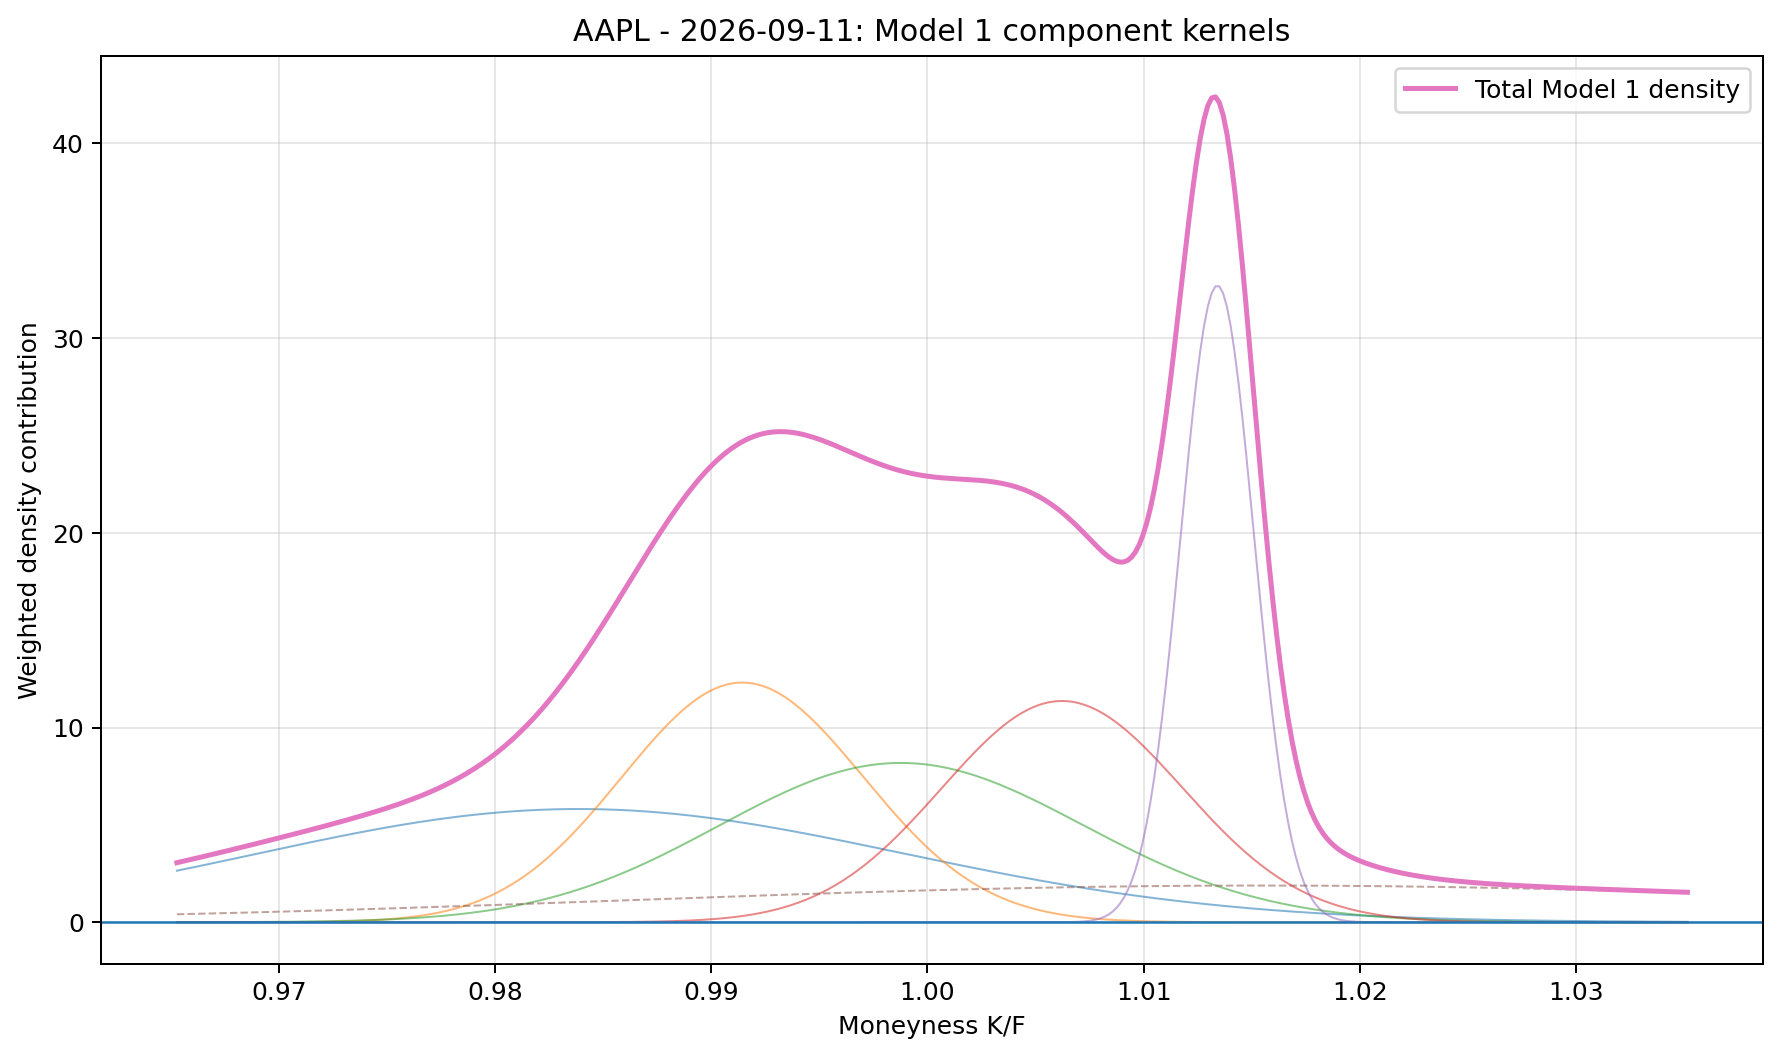 AAPL - 2026-09-11: Model 1 component kernels
Total Model 1 density
Weighted density contribution
40
30
20
10
0
0.97 0.98 0.99 1.00 1.01 1.02 1.03
Moneyness K/F